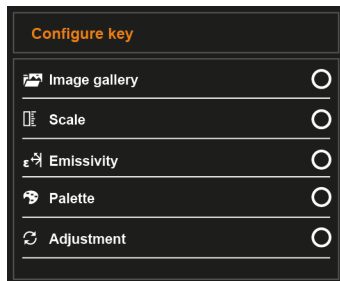 Configure key
Image gallery
Scale
ε Emissivity
Palette
Adjustment